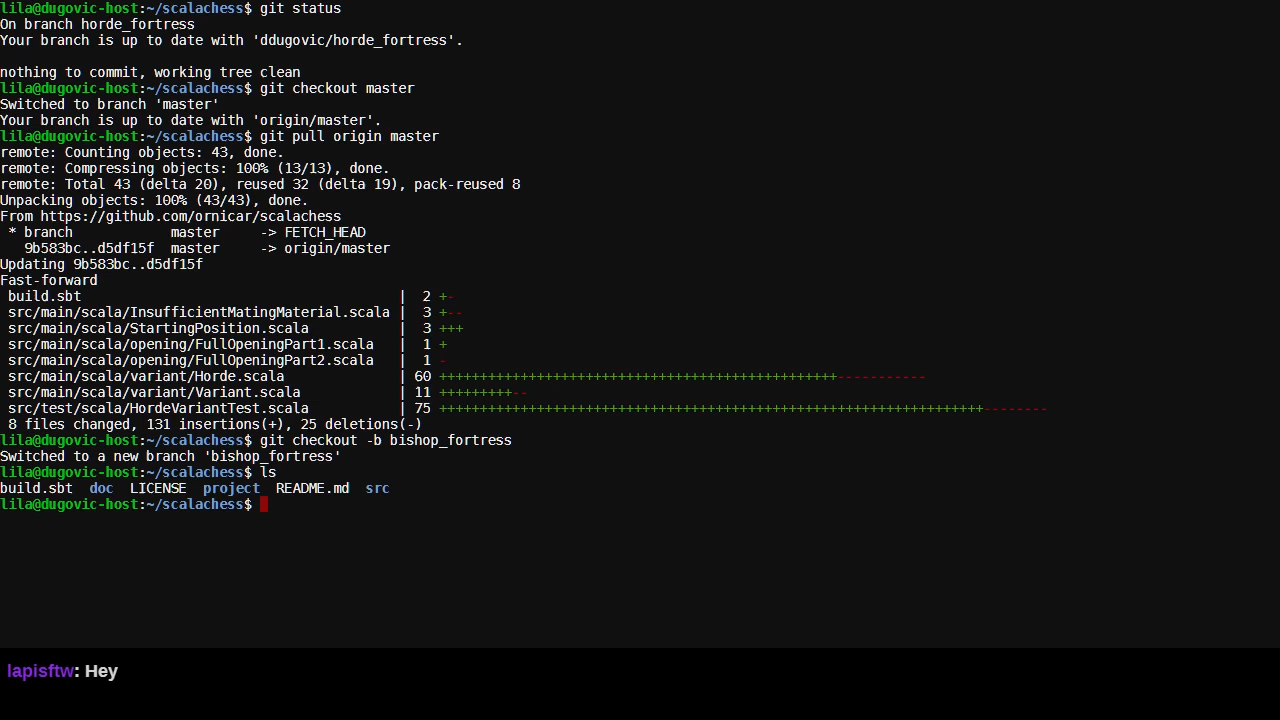 lila@dugovic-host:~/scalachess$ git status
On branch horde_fortress
Your branch is up to date with 'ddugovic/horde_fortress'.

nothing to commit, working tree clean
lila@dugovic-host:~/scalachess$ git checkout master
Switched to branch 'master'
Your branch is up to date with 'origin/master'.
lila@dugovic-host:~/scalachess$ git pull origin master
remote: Counting objects: 43, done.
remote: Compressing objects: 100% (13/13), done.
remote: Total 43 (delta 20), reused 32 (delta 19), pack-reused 8
Unpacking objects: 100% (43/43), done.
From https://github.com/ornicar/scalachess
 * branch            master     -> FETCH_HEAD
   9b583bc..d5df15f  master     -> origin/master
Updating 9b583bc..d5df15f
Fast-forward
 build.sbt                                       |  2 +-
 src/main/scala/InsufficientMatingMaterial.scala |  3 +--
 src/main/scala/StartingPosition.scala           |  3 +++
 src/main/scala/opening/FullOpeningPart1.scala   |  1 +
 src/main/scala/opening/FullOpeningPart2.scala   |  1 -
 src/main/scala/variant/Horde.scala              | 60 +++++++++++++++++++++++++++++++++++++++++++++++++-----------
 src/main/scala/variant/Variant.scala            | 11 +++++++++--
 src/test/scala/HordeVariantTest.scala           | 75 +++++++++++++++++++++++++++++++++++++++++++++++++++++++++++++++++++--------
 8 files changed, 131 insertions(+), 25 deletions(-)
lila@dugovic-host:~/scalachess$ git checkout -b bishop_fortress
Switched to a new branch 'bishop_fortress'
lila@dugovic-host:~/scalachess$ ls
build.sbt  doc  LICENSE  project  README.md  src
lila@dugovic-host:~/scalachess$
lapisftw: Hey